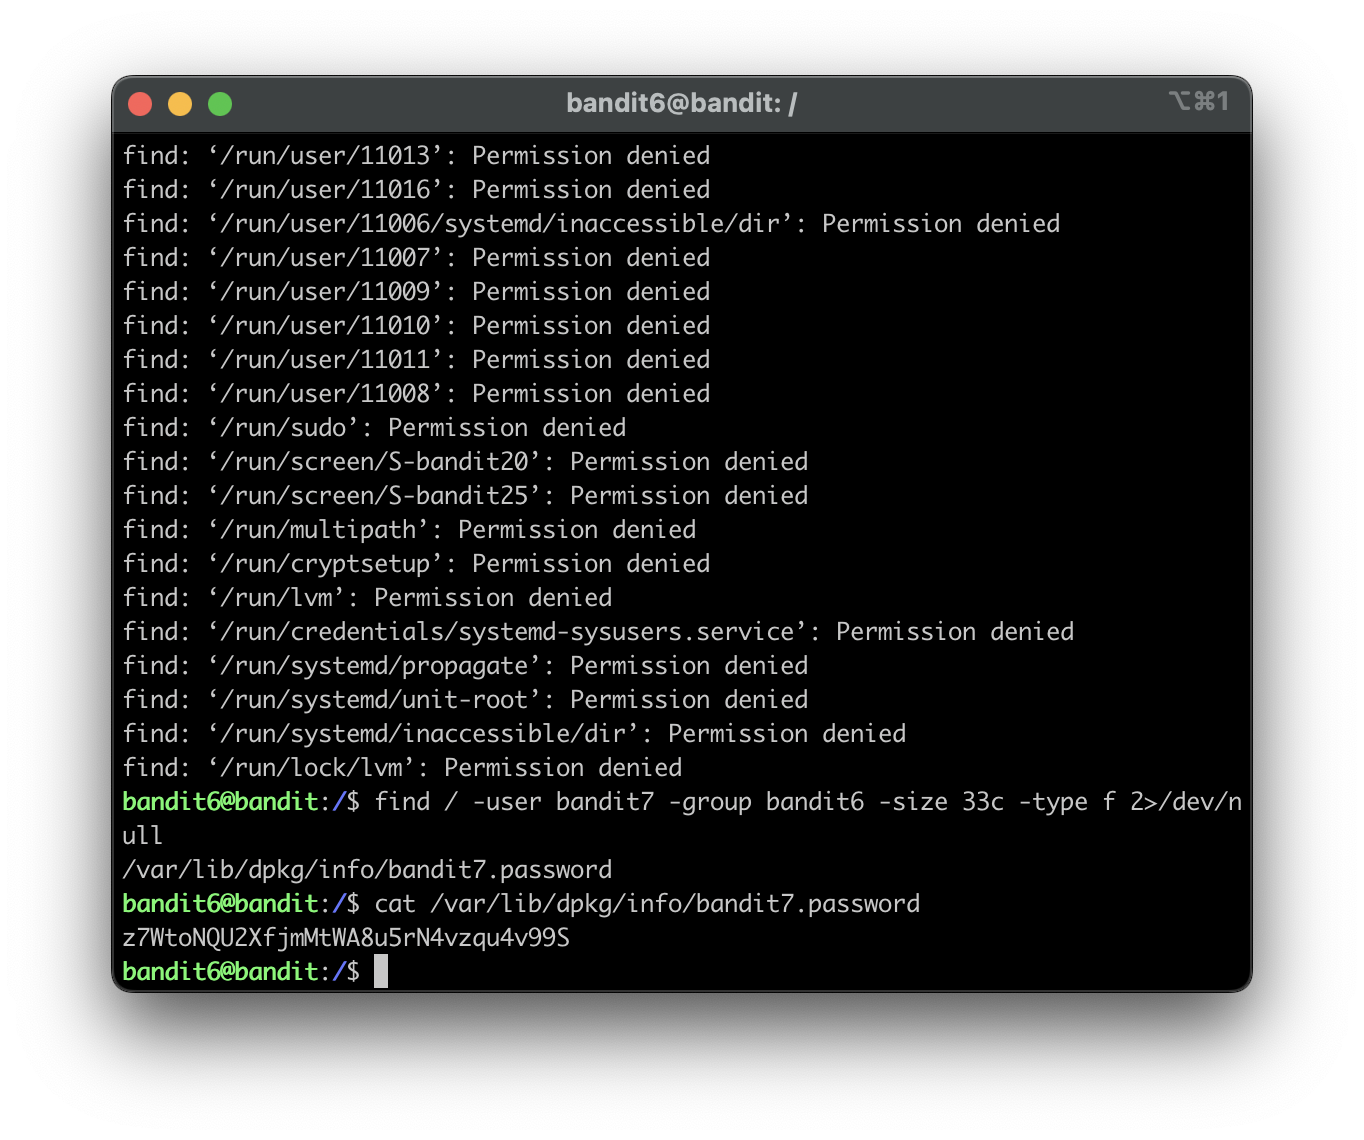 bandit6@bandit: /
⌥⌘1
find: ‘/run/user/11013’: Permission denied
find: ‘/run/user/11016’: Permission denied
find: ‘/run/user/11006/systemd/inaccessible/dir’: Permission denied
find: ‘/run/user/11007’: Permission denied
find: ‘/run/user/11009’: Permission denied
find: ‘/run/user/11010’: Permission denied
find: ‘/run/user/11011’: Permission denied
find: ‘/run/user/11008’: Permission denied
find: ‘/run/sudo’: Permission denied
find: ‘/run/screen/S-bandit20’: Permission denied
find: ‘/run/screen/S-bandit25’: Permission denied
find: ‘/run/multipath’: Permission denied
find: ‘/run/cryptsetup’: Permission denied
find: ‘/run/lvm’: Permission denied
find: ‘/run/credentials/systemd-sysusers.service’: Permission denied
find: ‘/run/systemd/propagate’: Permission denied
find: ‘/run/systemd/unit-root’: Permission denied
find: ‘/run/systemd/inaccessible/dir’: Permission denied
find: ‘/run/lock/lvm’: Permission denied
bandit6@bandit:/$ find / -user bandit7 -group bandit6 -size 33c -type f 2>/dev/n
ull
/var/lib/dpkg/info/bandit7.password
bandit6@bandit:/$ cat /var/lib/dpkg/info/bandit7.password
z7WtoNQU2XfjmMtWA8u5rN4vzqu4v99S
bandit6@bandit:/$